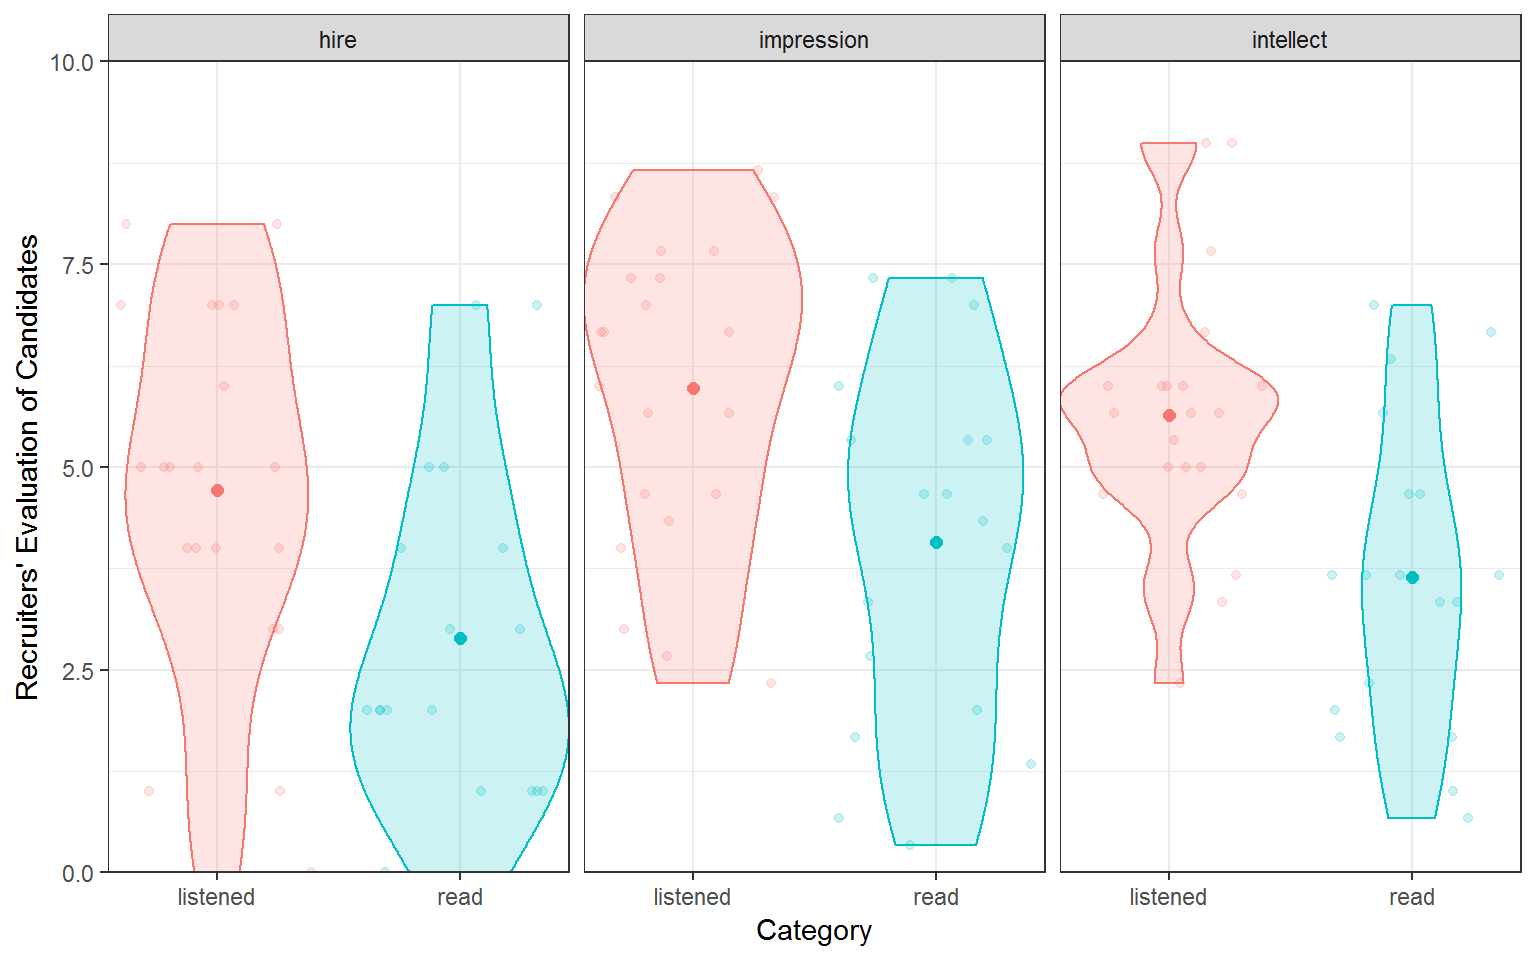 hire
impression
intellect
10.0
7.5
5.0
2.5
0.0
Recruiters' Evaluation of Candidates
listened
read
listened
read
listened
read
Category